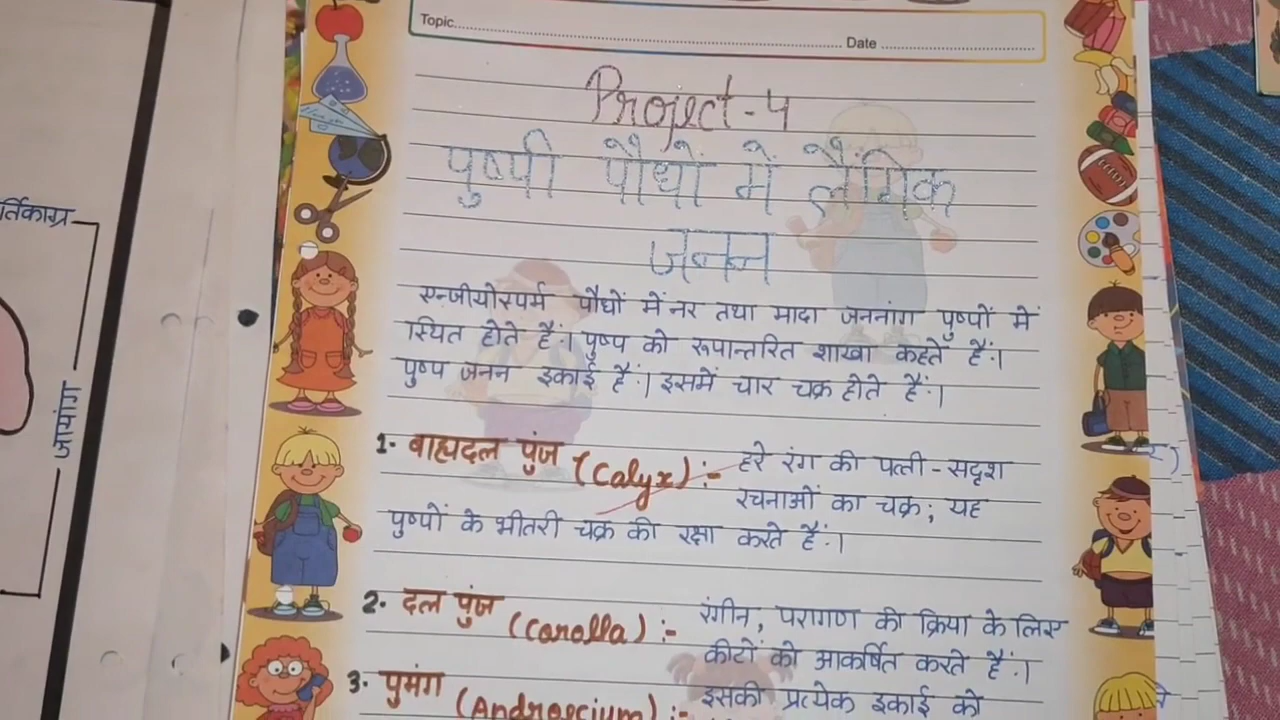 Topic
Date
Project-4
पुष्पी पौधों में लैंगिक
जनन
एन्जीयोस्पर्म पौधों में नर तथा मादा जननांग पुष्पों में
स्थित होते हैं। पुष्प को रूपान्तरित शाखा कहते हैं।
पुष्प जनन इकाई हैं। इसमें चार चक्र होते हैं।
1. बाह्यदल पुंज (Calyx) :- हरे रंग की पत्ती-सदृश
रचनाओं का चक्र; यह
पुष्पों के भीतरी चक्र की रक्षा करते हैं।
2. दल पुंज (Corolla) :- रंगीन, परागण की क्रिया के लिए
कीटों को आकर्षित करते हैं।
3. पुमंग (Androecium) :- इसकी प्रत्येक इकाई को
जायांग